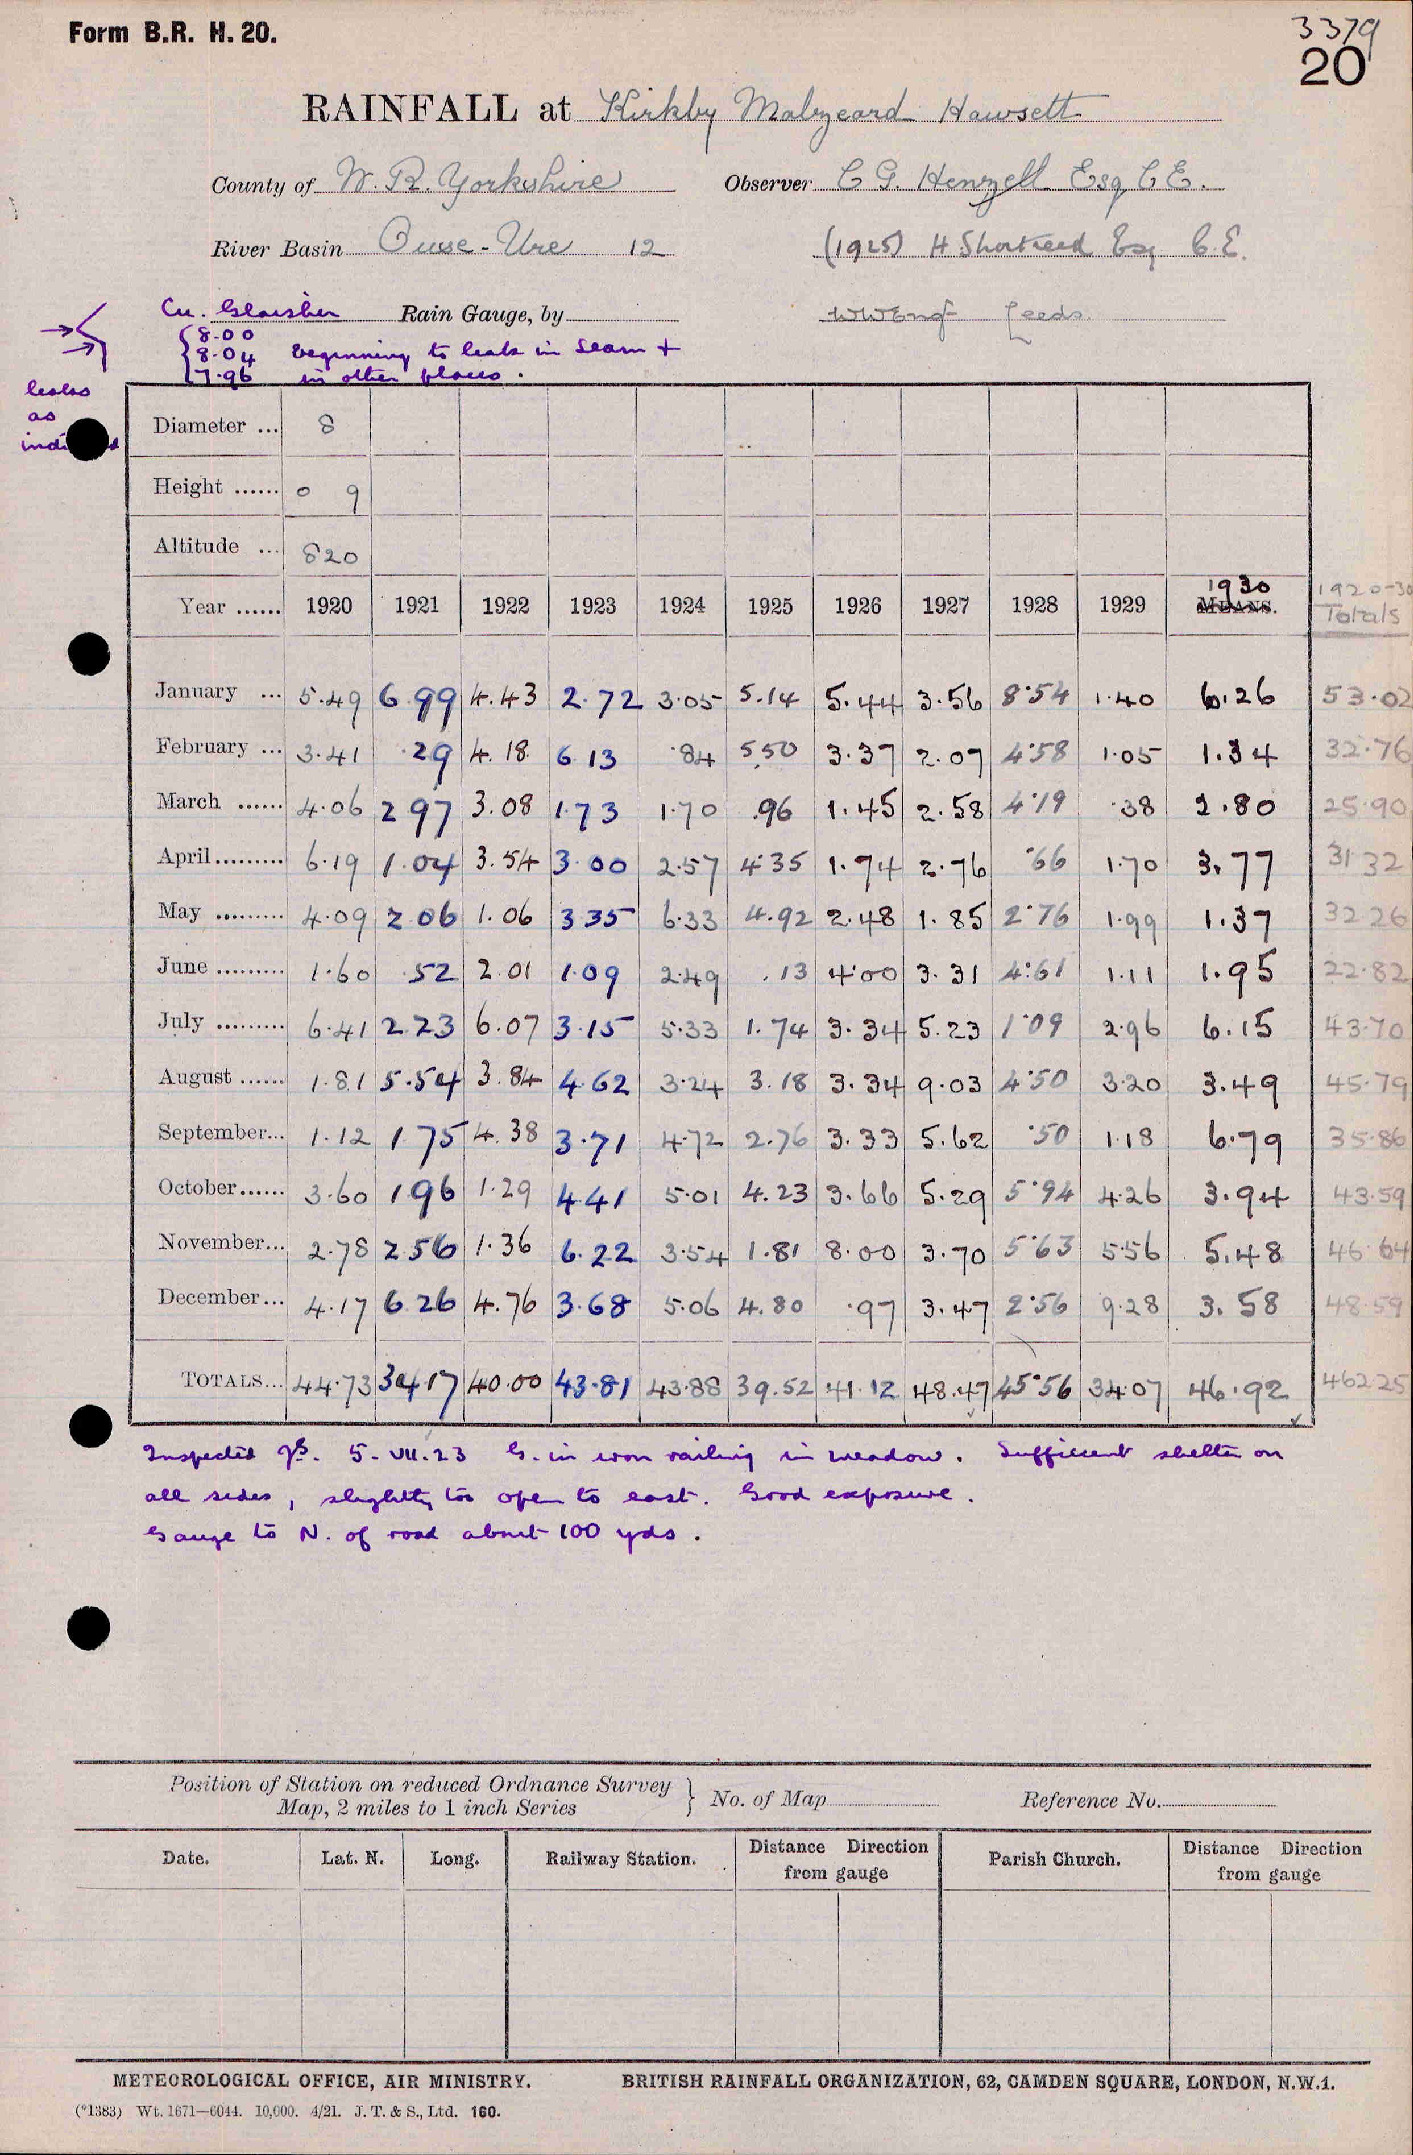 Form B.R. H. 20.
3379
20
RAINFALL at Kirkby Malzeard Hawsett
County of W. R. Yorkshire Observer C G. Henzell Esq C E.
River Basin Ouse - Ure 12 (1925) H Shortreed Esq C. E.
Cu. Glaisher Rain Gauge, by WWEng Leeds
8.00
8.04 beginning to leak in seam +
7.96 in other places.
leaks
as
Diameter ... 8
Height ...... 0 9
Altitude ... 820
Year ...... 1920 1921 1922 1923 1924 1925 1926 1927 1928 1929 MEANS. 1930 1920-30 Totals
January ... 5.49 6.99 4.43 2.72 3.05 5.14 5.44 3.56 8.54 1.40 6.26 53.02
February ... 3.41 .29 4.18 6 13 .84 5.50 3.37 2.07 4.58 1.05 1.34 32.76
March ...... 4.06 2 97 3.08 1.73 1.70 .96 1.45 2.58 4.19 .38 2.80 25.90
April ......... 6.19 1.04 3.54 3.00 2.57 4.35 1.74 2.76 .66 1.70 3.77 31 32
May ......... 4.09 2 06 1.06 3 35 6.33 4.92 2.48 1.85 2.76 1.99 1.37 32 26
June ......... 1.60 .52 2.01 1.09 2.49 .13 4.00 3.31 4.61 1.11 1.95 22.82
July ......... 6.41 2 23 6.07 3.15 5.33 1.74 3.34 5.23 1.09 2.96 6.15 43.70
August ...... 1.81 5.54 3.84 4.62 3.24 3.18 3.34 9.03 4.50 3.20 3.49 45.79
September... 1.12 1 75 4.38 3.71 4.72 2.76 3.33 5.62 .50 1.18 6.79 35.86
October...... 3.60 1 96 1.29 4 41 5.01 4.23 3.66 5.29 5.94 4.26 3.94 43.59
November... 2.78 2 56 1.36 6.22 3.54 1.81 8.00 3.70 5.63 5.56 5.48 46.64
December... 4.17 6 26 4.76 3.68 5.06 4.80 .97 3.47 2.56 9.28 3.58 48.59
TOTALS... 44.73 34 17 40.00 43.81 43.88 39.52 41.12 48.47 45.56 34.07 46.92 462.25
Inspected 5.VII.23 G. in iron railing in meadow. Sufficient shelter on
all sides, slightly too open to east. Good exposure.
Gauge to N. of road about 100 yds.
Position of Station on reduced Ordnance Survey
Map, 2 miles to 1 inch Series } No. of Map Reference No.
Date. Lat. N. Long. Railway Station. Distance Direction from gauge Parish Church. Distance Direction from gauge
METEOROLOGICAL OFFICE, AIR MINISTRY. BRITISH RAINFALL ORGANIZATION, 62, CAMDEN SQUARE, LONDON, N.W.1.
(*1383) Wt. 1671—6044. 10,000. 4/21. J. T. & S., Ltd. 160.